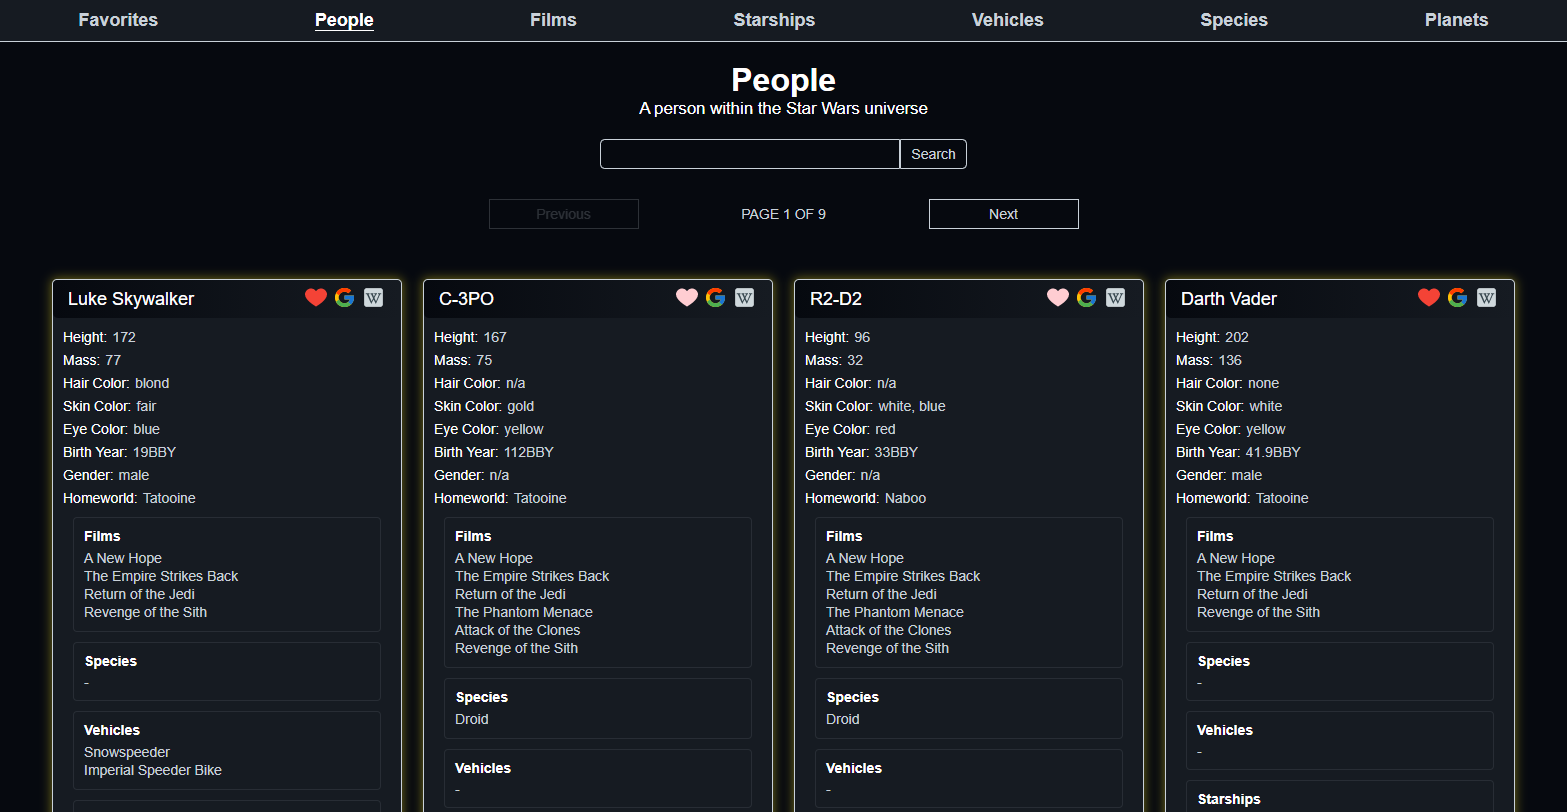 Favorites People Films Starships Vehicles Species Planets
People
A person within the Star Wars universe
Search
Previous PAGE 1 OF 9 Next
Luke Skywalker
Height: 172
Mass: 77
Hair Color: blond
Skin Color: fair
Eye Color: blue
Birth Year: 19BBY
Gender: male
Homeworld: Tatooine
Films
A New Hope
The Empire Strikes Back
Return of the Jedi
Revenge of the Sith
Species
-
Vehicles
Snowspeeder
Imperial Speeder Bike
C-3PO
Height: 167
Mass: 75
Hair Color: n/a
Skin Color: gold
Eye Color: yellow
Birth Year: 112BBY
Gender: n/a
Homeworld: Tatooine
Films
A New Hope
The Empire Strikes Back
Return of the Jedi
The Phantom Menace
Attack of the Clones
Revenge of the Sith
Species
Droid
Vehicles
-
R2-D2
Height: 96
Mass: 32
Hair Color: n/a
Skin Color: white, blue
Eye Color: red
Birth Year: 33BBY
Gender: n/a
Homeworld: Naboo
Films
A New Hope
The Empire Strikes Back
Return of the Jedi
The Phantom Menace
Attack of the Clones
Revenge of the Sith
Species
Droid
Vehicles
-
Darth Vader
Height: 202
Mass: 136
Hair Color: none
Skin Color: white
Eye Color: yellow
Birth Year: 41.9BBY
Gender: male
Homeworld: Tatooine
Films
A New Hope
The Empire Strikes Back
Return of the Jedi
Revenge of the Sith
Species
-
Vehicles
-
Starships